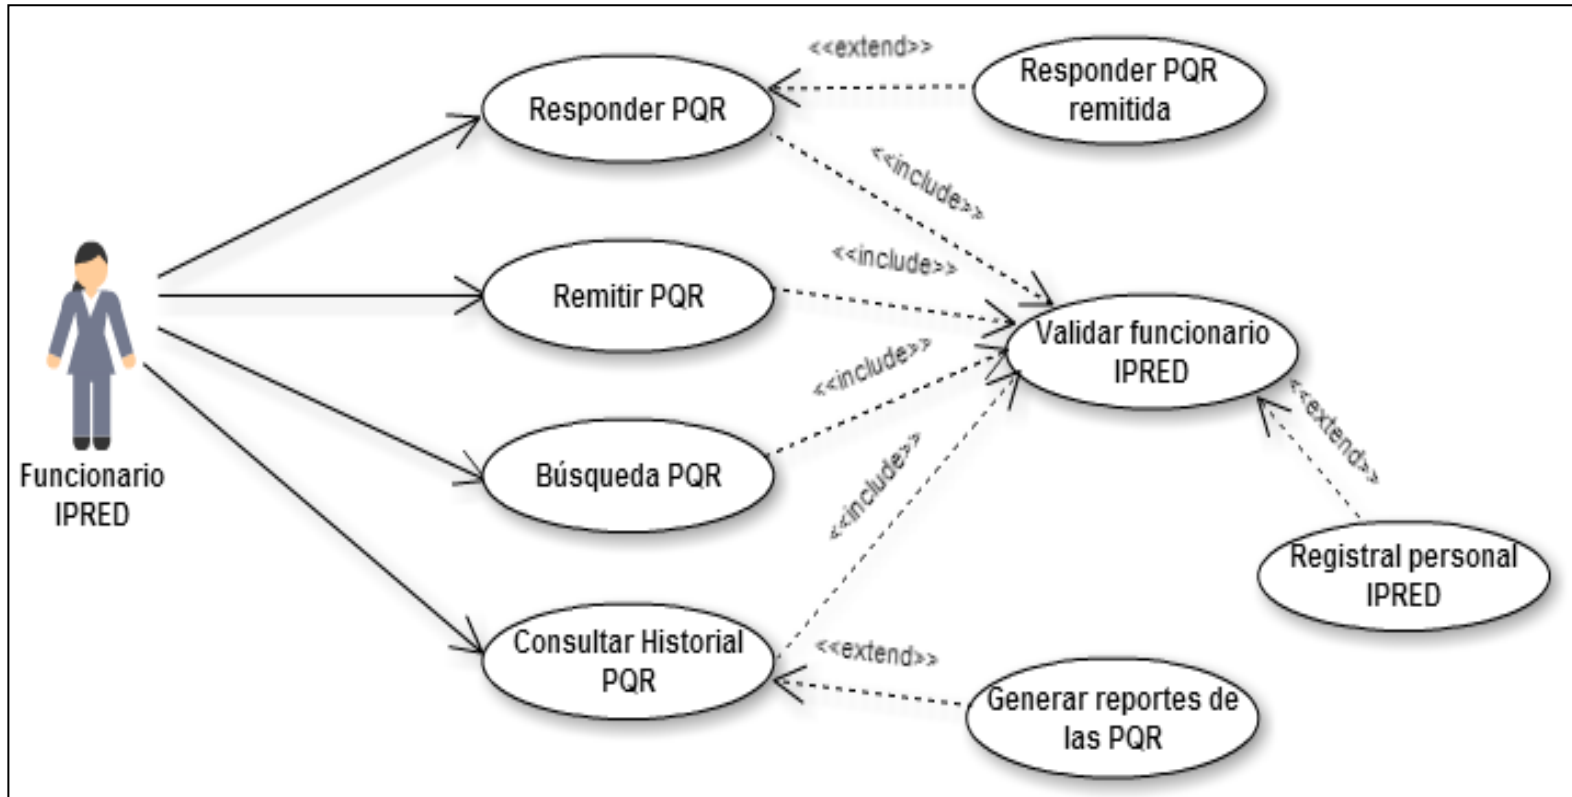 <<extend>>
Responder PQR
Responder PQR
remitida
<<include>>
<<include>>
Remitir PQR
Validar funcionario
IPRED
<<include>>
<<extend>>
Funcionario
IPRED
Búsqueda PQR
<<include>>
Registral personal
IPRED
Consultar Historial
PQR
<<extend>>
Generar reportes de
las PQR